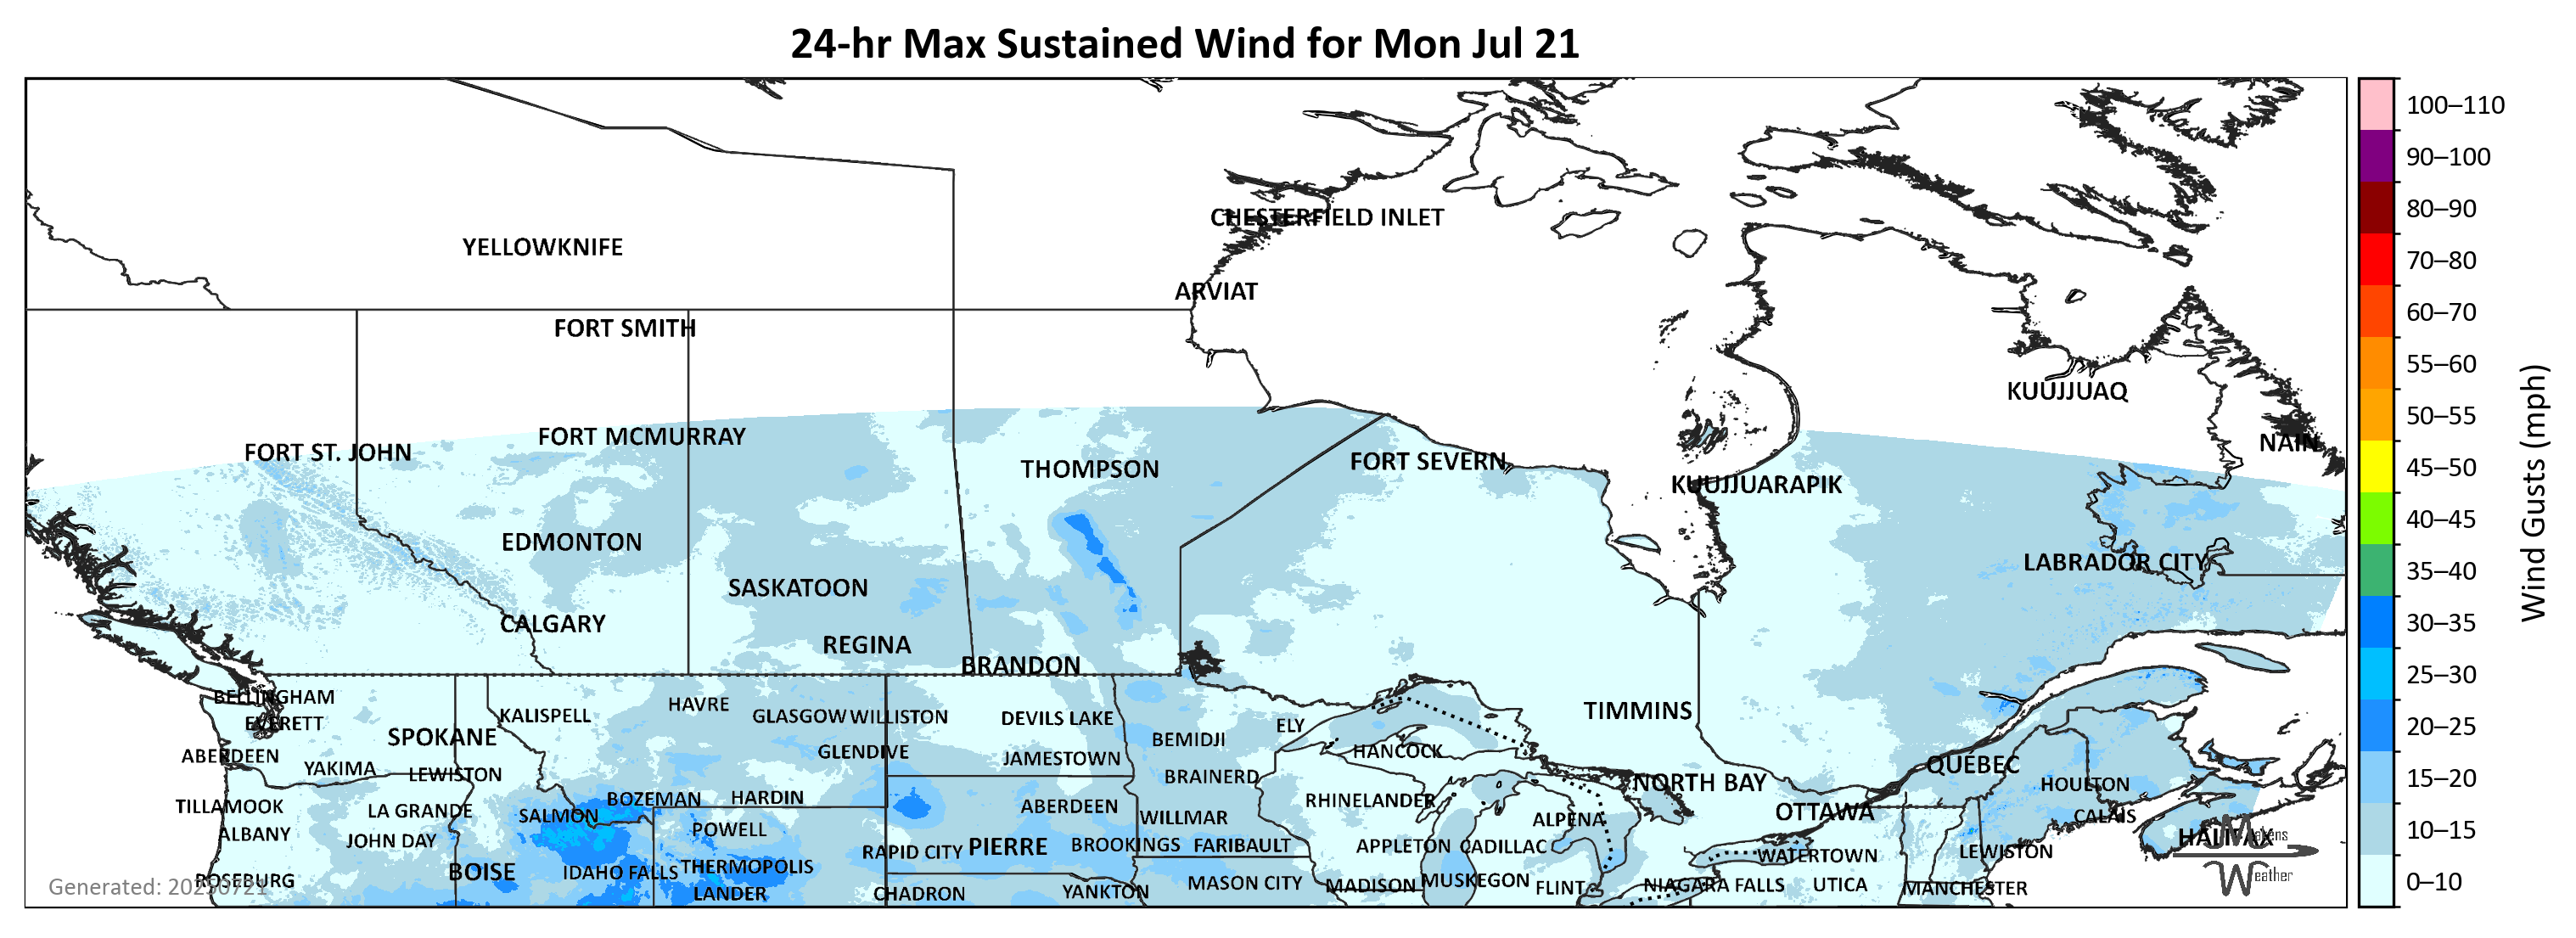 24-hr Max Sustained Wind for Mon Jul 21
100–110
90–100
80–90
70–80
60–70
55–60
50–55
45–50
40–45
35–40
30–35
25–30
20–25
15–20
10–15
0–10
Wind Gusts (mph)
CHESTERFIELD INLET
YELLOWKNIFE
ARVIAT
FORT SMITH
KUUJJUAQ
FORT MCMURRAY
NAIN
FORT ST. JOHN
FORT SEVERN
THOMPSON
KUUJJUARAPIK
EDMONTON
LABRADOR CITY
SASKATOON
CALGARY
REGINA
BRANDON
BELLINGHAM
HAVRE
TIMMINS
KALISPELL
GLASGOW
WILLISTON
DEVILS LAKE
EVERETT
ELY
SPOKANE
BEMIDJI
GLENDIVE
HANCOCK
ABERDEEN
JAMESTOWN
QUÉBEC
YAKIMA
LEWISTON
BRAINERD
NORTH BAY
HOULTON
BOZEMAN
HARDIN
RHINELANDER
TILLAMOOK
ABERDEEN
LA GRANDE
OTTAWA
SALMON
CALAIS
WILLMAR
ALPENA
ALBANY
POWELL
HALIFAX
JOHN DAY
PIERRE
BROOKINGS
FARIBAULT
APPLETON
CADILLAC
RAPID CITY
LEWISTON
WATERTOWN
THERMOPOLIS
BOISE
IDAHO FALLS
ROSEBURG
MUSKEGON
MASON CITY
MADISON
NIAGARA FALLS
UTICA
FLINT
MANCHESTER
LANDER
CHADRON
YANKTON
Generated: 20250721
Makens
Weather